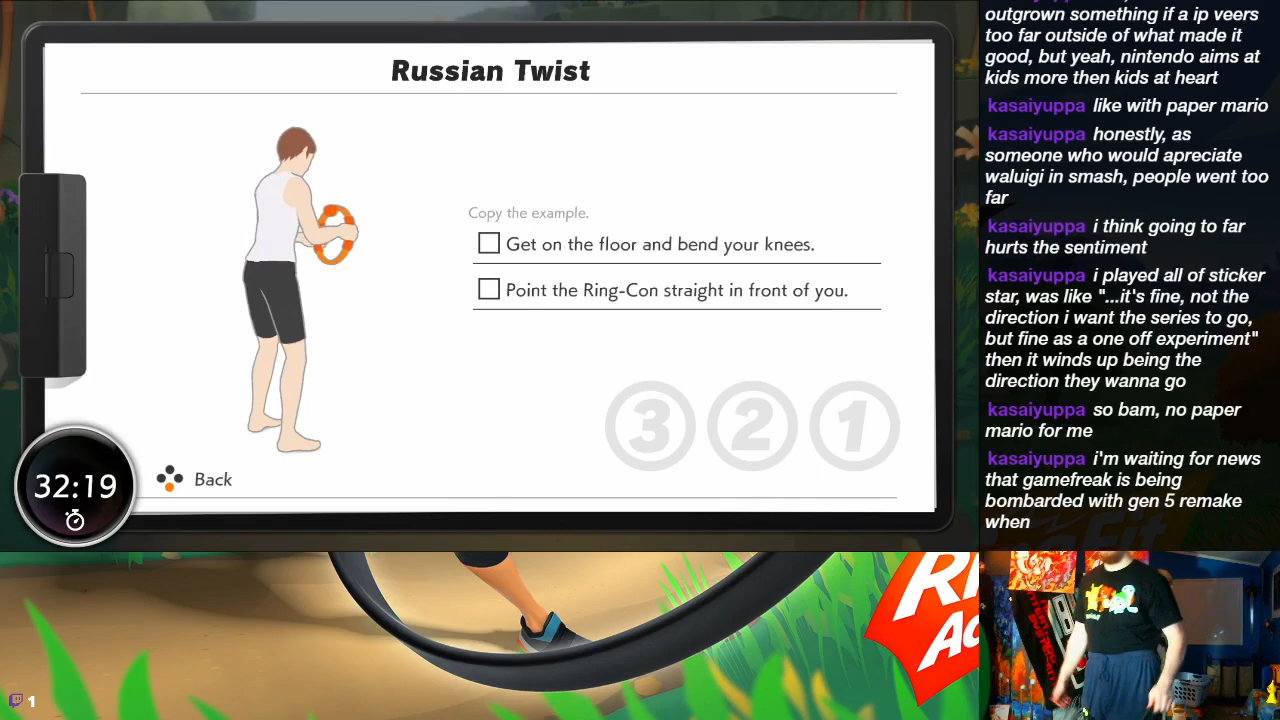 Russian Twist
Copy the example.
Get on the floor and bend your knees.
Point the Ring-Con straight in front of you.
3 2 1
Back
32:19
1
outgrown something if a ip veers
too far outside of what made it
good, but yeah, nintendo aims at
kids more then kids at heart
kasaiyuppa like with paper mario
kasaiyuppa honestly, as
someone who would apreciate
waluigi in smash, people went too
far
kasaiyuppa i think going to far
hurts the sentiment
kasaiyuppa i played all of sticker
star, was like "...it's fine, not the
direction i want the series to go,
but fine as a one off experiment"
then it winds up being the
direction they wanna go
kasaiyuppa so bam, no paper
mario for me
kasaiyuppa i'm waiting for news
that gamefreak is being
bombarded with gen 5 remake
when